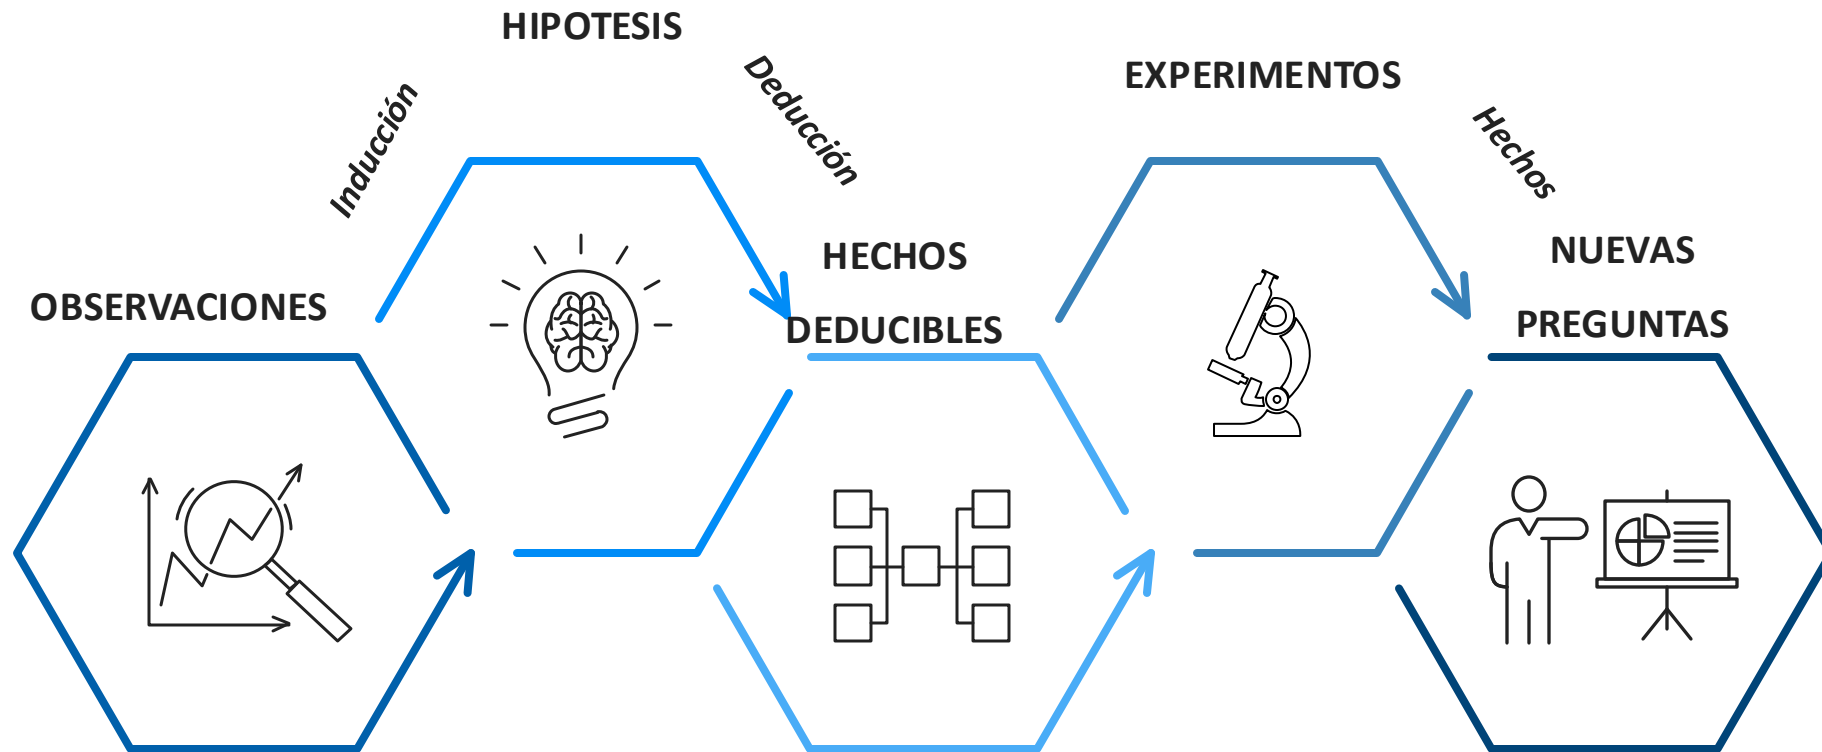 OBSERVACIONES
Inducción
HIPOTESIS
Deducción
HECHOS
DEDUCIBLES
EXPERIMENTOS
Hechos
NUEVAS
PREGUNTAS